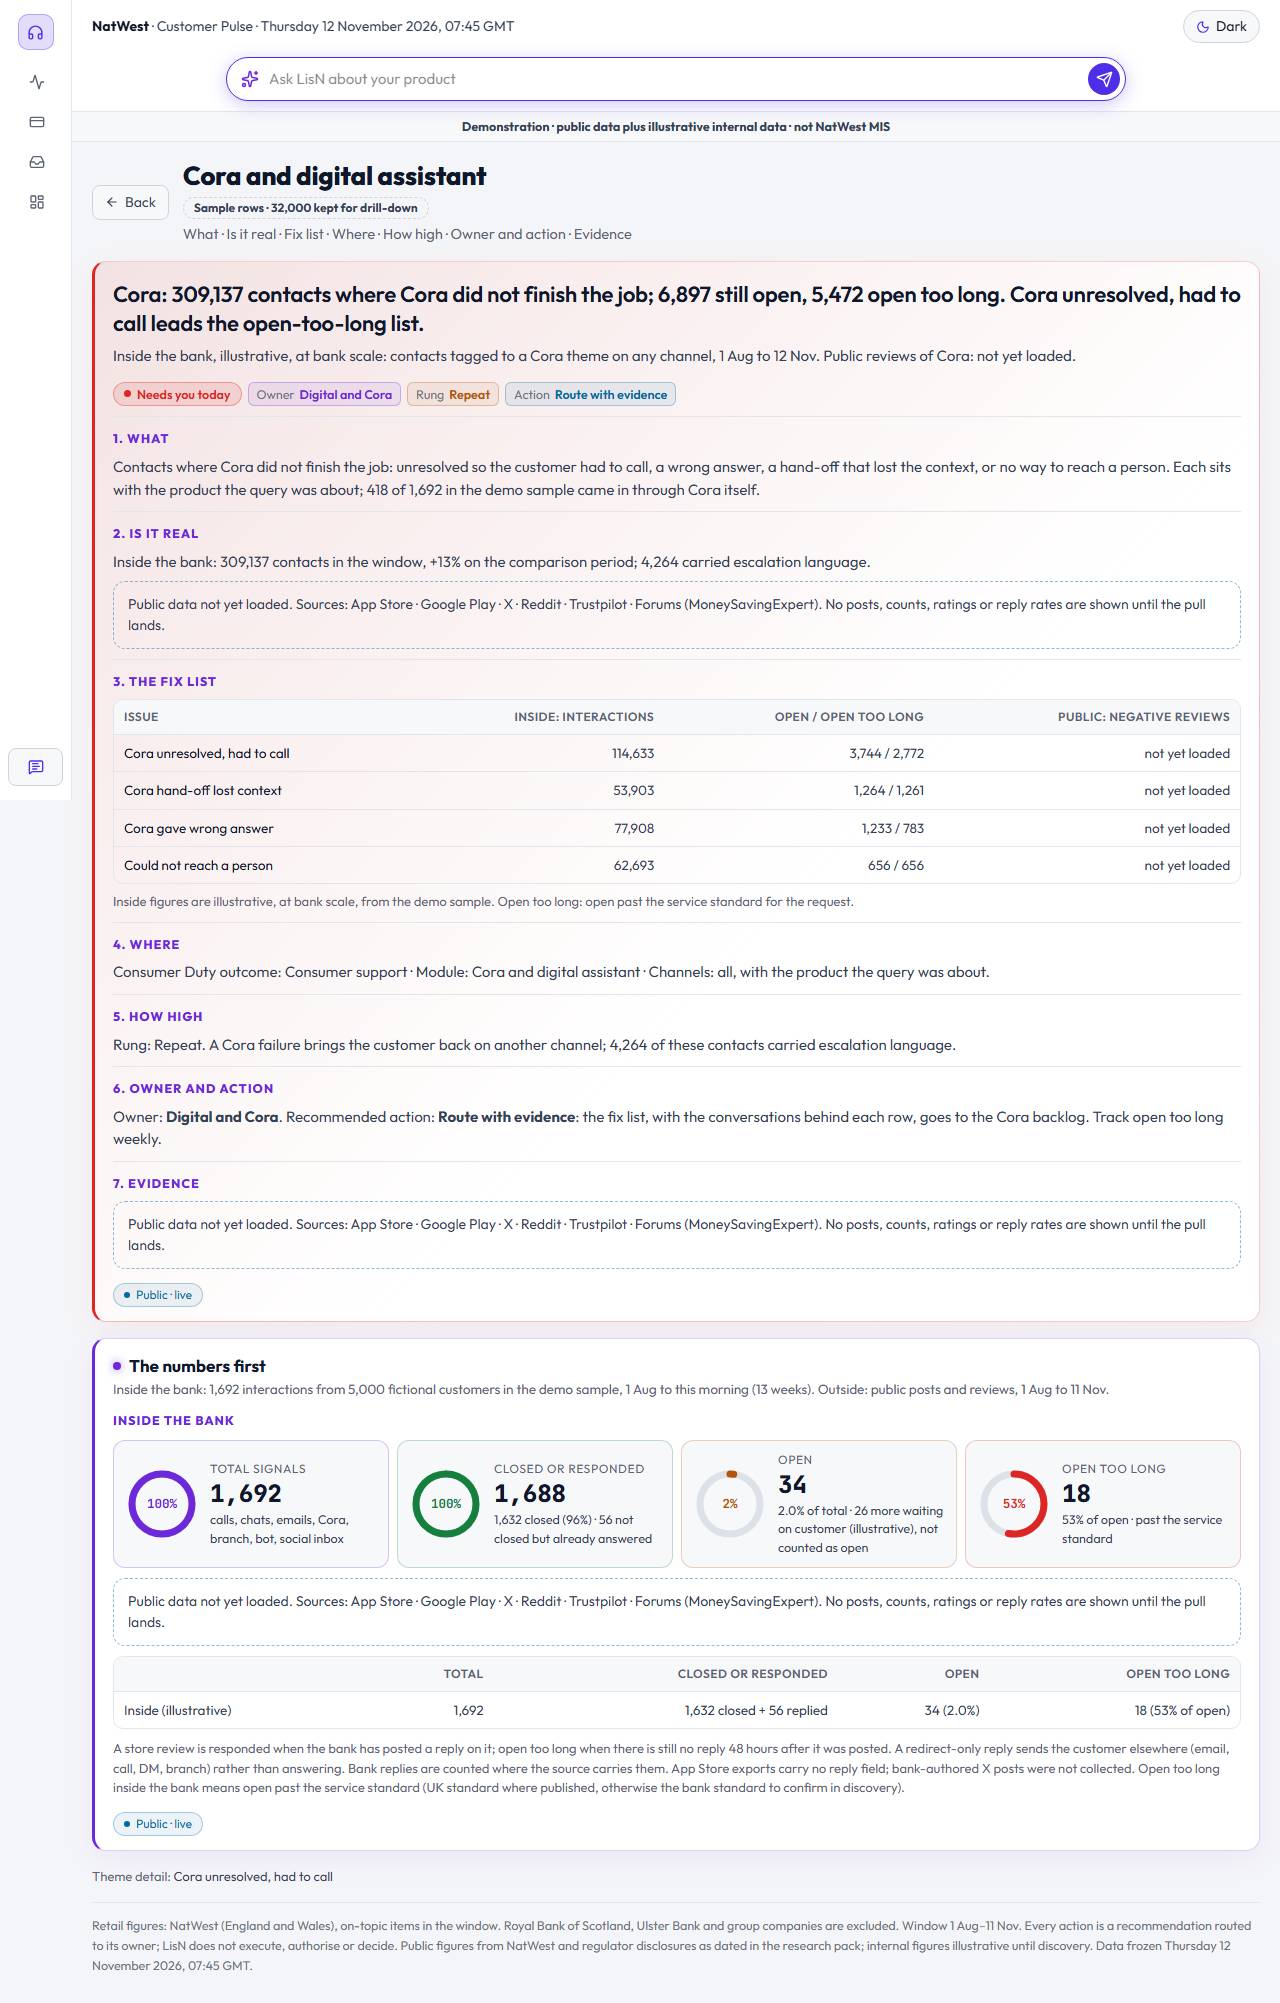 NatWest · Customer Pulse · Thursday 12 November 2026, 07:45 GMT
Dark
Ask LisN about your product
Demonstration · public data plus illustrative internal data · not NatWest MIS
Back
Cora and digital assistant
Sample rows · 32,000 kept for drill-down
What · Is it real · Fix list · Where · How high · Owner and action · Evidence
Cora: 309,137 contacts where Cora did not finish the job; 6,897 still open, 5,472 open too long. Cora unresolved, had to
call leads the open-too-long list.
Inside the bank, illustrative, at bank scale: contacts tagged to a Cora theme on any channel, 1 Aug to 12 Nov. Public reviews of Cora: not yet loaded.
Needs you today
Owner Digital and Cora
Rung Repeat
Action Route with evidence
1. WHAT
Contacts where Cora did not finish the job: unresolved so the customer had to call, a wrong answer, a hand-off that lost the context, or no way to reach a person. Each sits
with the product the query was about; 418 of 1,692 in the demo sample came in through Cora itself.
2. IS IT REAL
Inside the bank: 309,137 contacts in the window, +13% on the comparison period; 4,264 carried escalation language.
Public data not yet loaded. Sources: App Store · Google Play · X · Reddit · Trustpilot · Forums (MoneySavingExpert). No posts, counts, ratings or reply rates are shown until the pull
lands.
3. THE FIX LIST
ISSUE INSIDE: INTERACTIONS OPEN / OPEN TOO LONG PUBLIC: NEGATIVE REVIEWS
Cora unresolved, had to call 114,633 3,744 / 2,772 not yet loaded
Cora hand-off lost context 53,903 1,264 / 1,261 not yet loaded
Cora gave wrong answer 77,908 1,233 / 783 not yet loaded
Could not reach a person 62,693 656 / 656 not yet loaded
Inside figures are illustrative, at bank scale, from the demo sample. Open too long: open past the service standard for the request.
4. WHERE
Consumer Duty outcome: Consumer support · Module: Cora and digital assistant · Channels: all, with the product the query was about.
5. HOW HIGH
Rung: Repeat. A Cora failure brings the customer back on another channel; 4,264 of these contacts carried escalation language.
6. OWNER AND ACTION
Owner: Digital and Cora. Recommended action: Route with evidence: the fix list, with the conversations behind each row, goes to the Cora backlog. Track open too long
weekly.
7. EVIDENCE
Public data not yet loaded. Sources: App Store · Google Play · X · Reddit · Trustpilot · Forums (MoneySavingExpert). No posts, counts, ratings or reply rates are shown until the pull
lands.
Public · live
The numbers first
Inside the bank: 1,692 interactions from 5,000 fictional customers in the demo sample, 1 Aug to this morning (13 weeks). Outside: public posts and reviews, 1 Aug to 11 Nov.
INSIDE THE BANK
100%
TOTAL SIGNALS
1,692
calls, chats, emails, Cora,
branch, bot, social inbox
100%
CLOSED OR RESPONDED
1,688
1,632 closed (96%) · 56 not
closed but already answered
2%
OPEN
34
2.0% of total · 26 more waiting
on customer (illustrative), not
counted as open
53%
OPEN TOO LONG
18
53% of open · past the service
standard
Public data not yet loaded. Sources: App Store · Google Play · X · Reddit · Trustpilot · Forums (MoneySavingExpert). No posts, counts, ratings or reply rates are shown until the pull
lands.
TOTAL CLOSED OR RESPONDED OPEN OPEN TOO LONG
Inside (illustrative) 1,692 1,632 closed + 56 replied 34 (2.0%) 18 (53% of open)
A store review is responded when the bank has posted a reply on it; open too long when there is still no reply 48 hours after it was posted. A redirect-only reply sends the customer elsewhere (email,
call, DM, branch) rather than answering. Bank replies are counted where the source carries them. App Store exports carry no reply field; bank-authored X posts were not collected. Open too long
inside the bank means open past the service standard (UK standard where published, otherwise the bank standard to confirm in discovery).
Public · live
Theme detail: Cora unresolved, had to call
Retail figures: NatWest (England and Wales), on-topic items in the window. Royal Bank of Scotland, Ulster Bank and group companies are excluded. Window 1 Aug–11 Nov. Every action is a recommendation routed
to its owner; LisN does not execute, authorise or decide. Public figures from NatWest and regulator disclosures as dated in the research pack; internal figures illustrative until discovery. Data frozen Thursday 12
November 2026, 07:45 GMT.